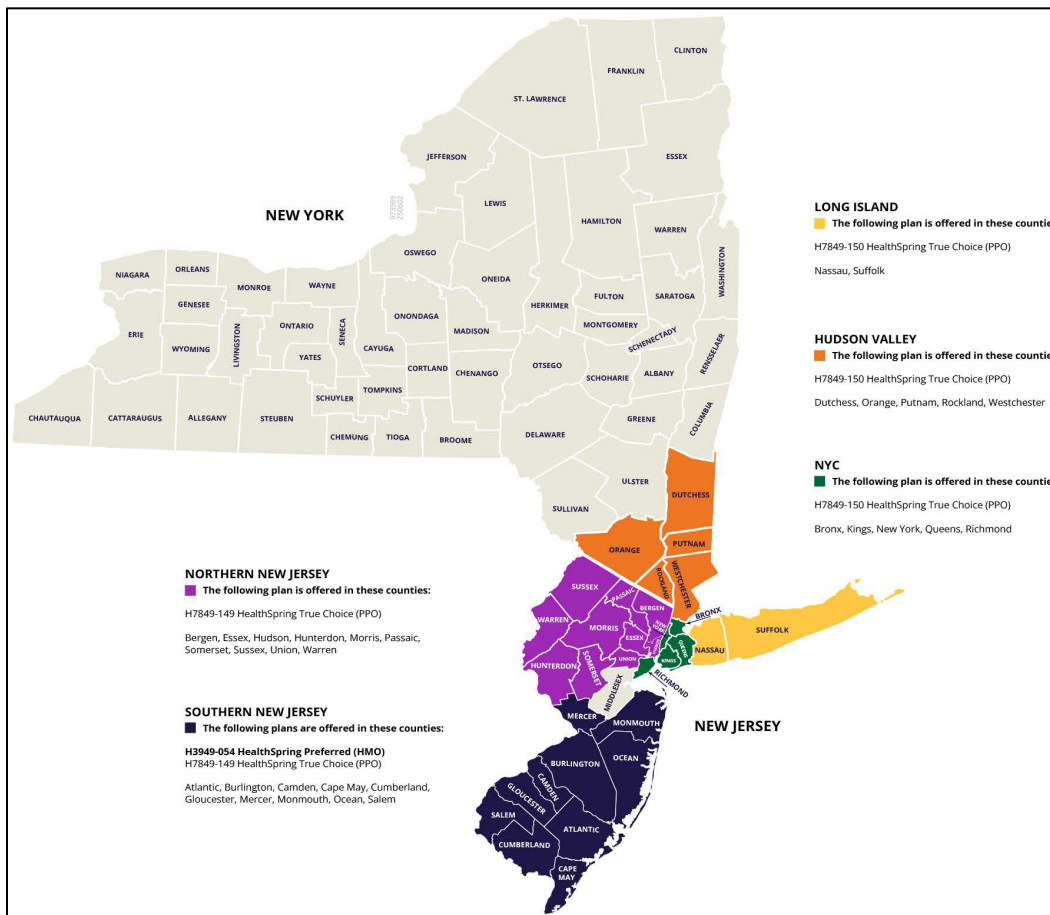 CLINTON
FRANKLIN
ST. LAWRENCE
JEFFERSON
ESSEX
LEWIS
HAMILTON
WARREN
WASHINGTON
NEW YORK
973969
250602
OSWEGO
ONEIDA
HERKIMER
FULTON
SARATOGA
MONTGOMERY
SCHENECTADY
RENSSELAER
NIAGARA
ORLEANS
MONROE
WAYNE
GENESEE
ERIE
WYOMING
LIVINGSTON
ONTARIO
YATES
SENECA
CAYUGA
ONONDAGA
MADISON
CORTLAND
CHENANGO
OTSEGO
SCHOHARIE
ALBANY
TOMPKINS
SCHUYLER
CHAUTAUQUA
CATTARAUGUS
ALLEGANY
STEUBEN
CHEMUNG
TIOGA
BROOME
DELAWARE
GREENE
COLUMBIA
ULSTER
SULLIVAN
DUTCHESS
ORANGE
PUTNAM
ROCKLAND
WESTCHESTER
LONG ISLAND
The following plan is offered in these countie
H7849-150 HealthSpring True Choice (PPO)
Nassau, Suffolk
HUDSON VALLEY
The following plan is offered in these countie
H7849-150 HealthSpring True Choice (PPO)
Dutchess, Orange, Putnam, Rockland, Westchester
NYC
The following plan is offered in these countie
H7849-150 HealthSpring True Choice (PPO)
Bronx, Kings, New York, Queens, Richmond
NORTHERN NEW JERSEY
The following plan is offered in these counties:
H7849-149 HealthSpring True Choice (PPO)
Bergen, Essex, Hudson, Hunterdon, Morris, Passaic,
Somerset, Sussex, Union, Warren
SOUTHERN NEW JERSEY
The following plans are offered in these counties:
H3949-054 HealthSpring Preferred (HMO)
H7849-149 HealthSpring True Choice (PPO)
Atlantic, Burlington, Camden, Cape May, Cumberland,
Gloucester, Mercer, Monmouth, Ocean, Salem
SUSSEX
PASSAIC
BERGEN
WARREN
MORRIS
ESSEX
NEW YORK
HUDSON
UNION
HUNTERDON
SOMERSET
MIDDLESEX
BRONX
QUEENS
KINGS
RICHMOND
NASSAU
SUFFOLK
NEW JERSEY
MERCER
MONMOUTH
OCEAN
BURLINGTON
CAMDEN
GLOUCESTER
SALEM
ATLANTIC
CUMBERLAND
CAPE
MAY